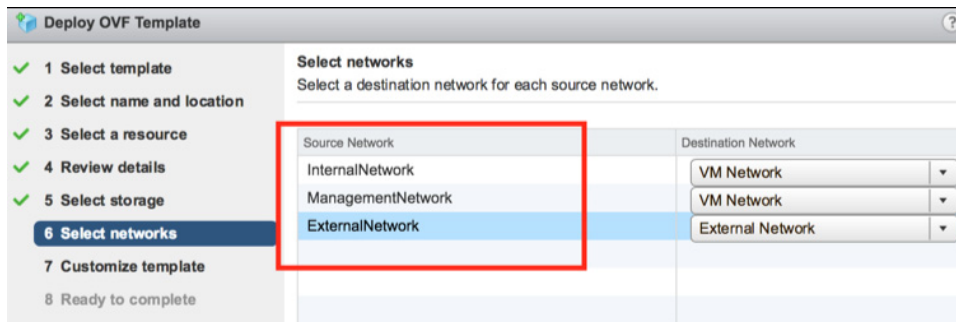 Deploy OVF Template
?
1 Select template
2 Select name and location
3 Select a resource
4 Review details
5 Select storage
6 Select networks
7 Customize template
8 Ready to complete
Select networks
Select a destination network for each source network.
Source Network Destination Network
InternalNetwork VM Network
ManagementNetwork VM Network
ExternalNetwork External Network